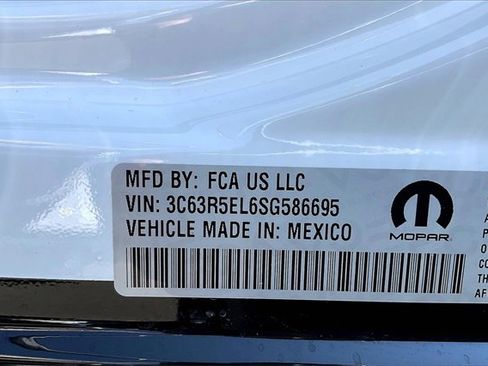 MFD BY: FCA US LLC
VIN: 3C63R5EL6SG586695
VEHICLE MADE IN: MEXICO
MOPAR